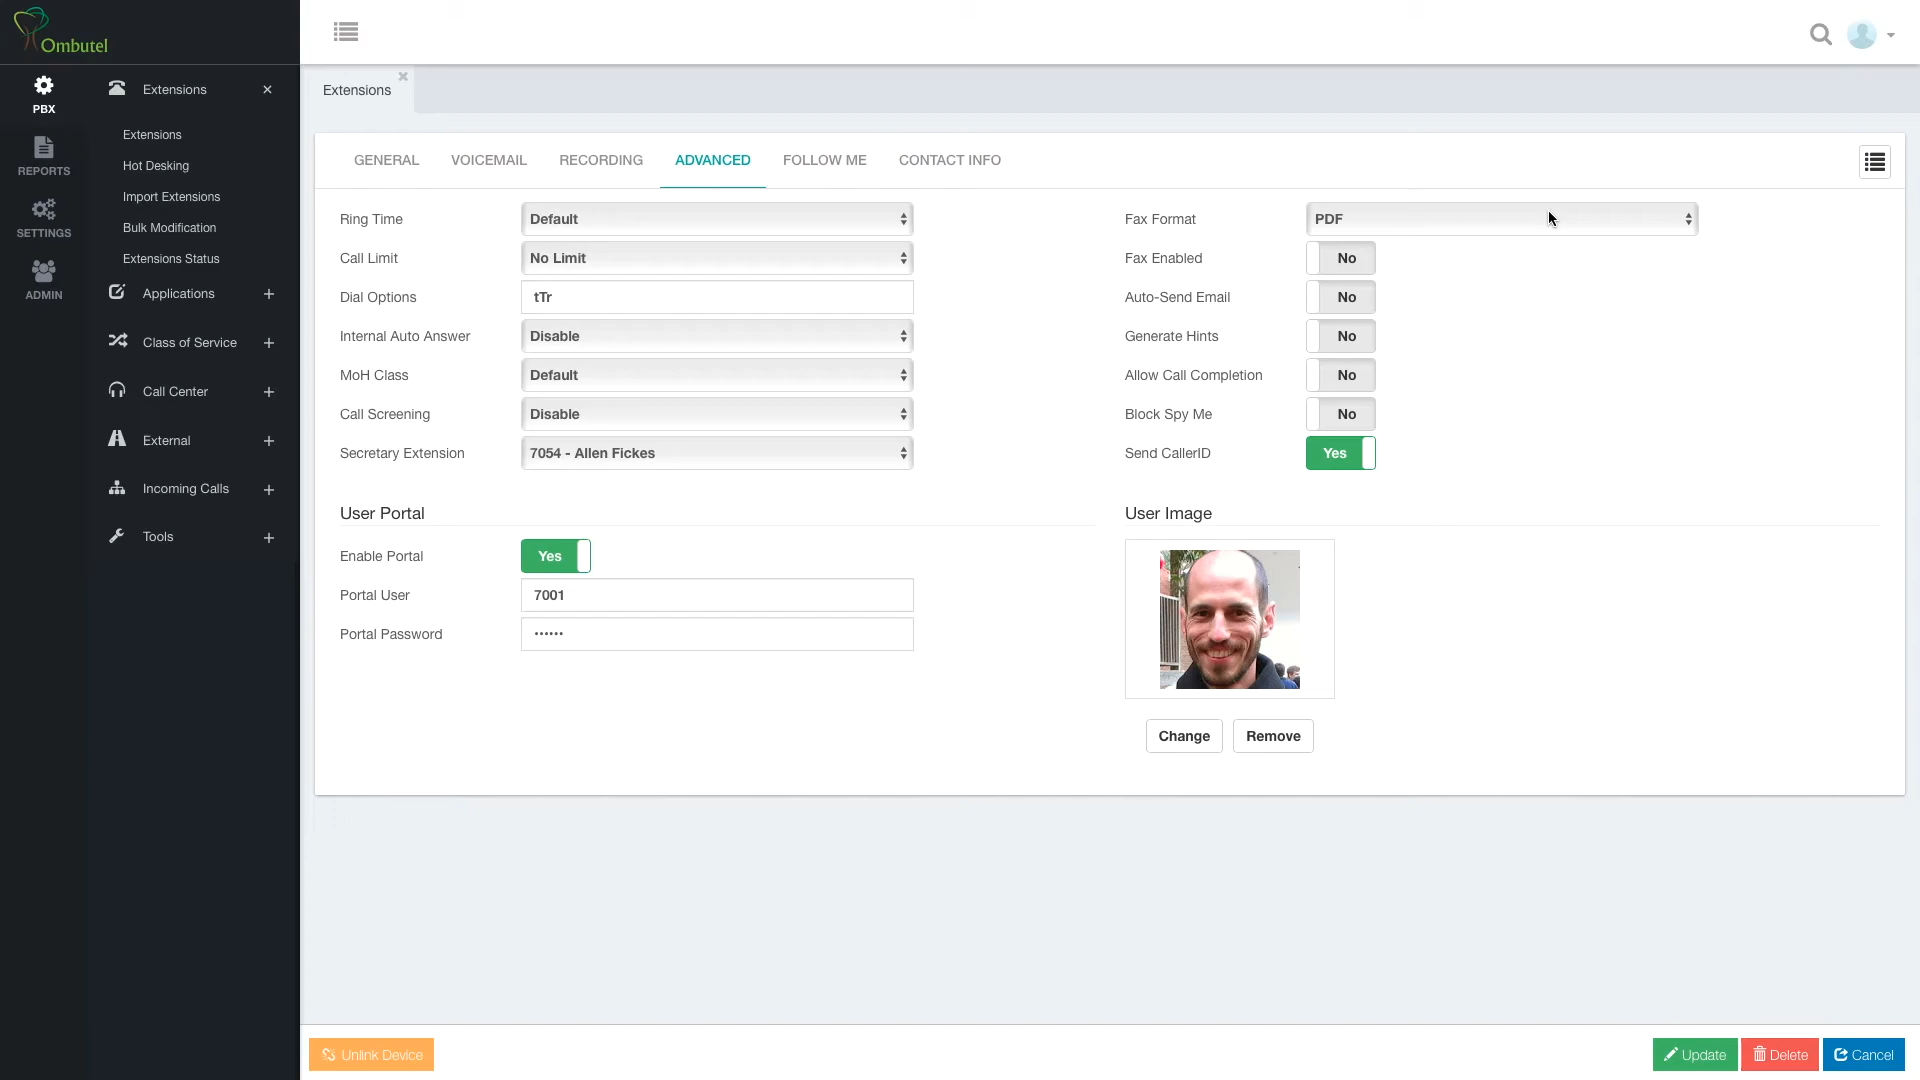 Ombutel
PBX
REPORTS
SETTINGS
ADMIN
Extensions
Extensions
Hot Desking
Import Extensions
Bulk Modification
Extensions Status
Applications
Class of Service
Call Center
External
Incoming Calls
Tools
Extensions
GENERAL VOICEMAIL RECORDING ADVANCED FOLLOW ME CONTACT INFO
Ring Time Default
Call Limit No Limit
Dial Options tTr
Internal Auto Answer Disable
MoH Class Default
Call Screening Disable
Secretary Extension 7054 - Allen Fickes
Fax Format PDF
Fax Enabled No
Auto-Send Email No
Generate Hints No
Allow Call Completion No
Block Spy Me No
Send CallerID Yes
User Portal
Enable Portal Yes
Portal User 7001
Portal Password ••••••
User Image
Change Remove
Unlink Device
Update Delete Cancel